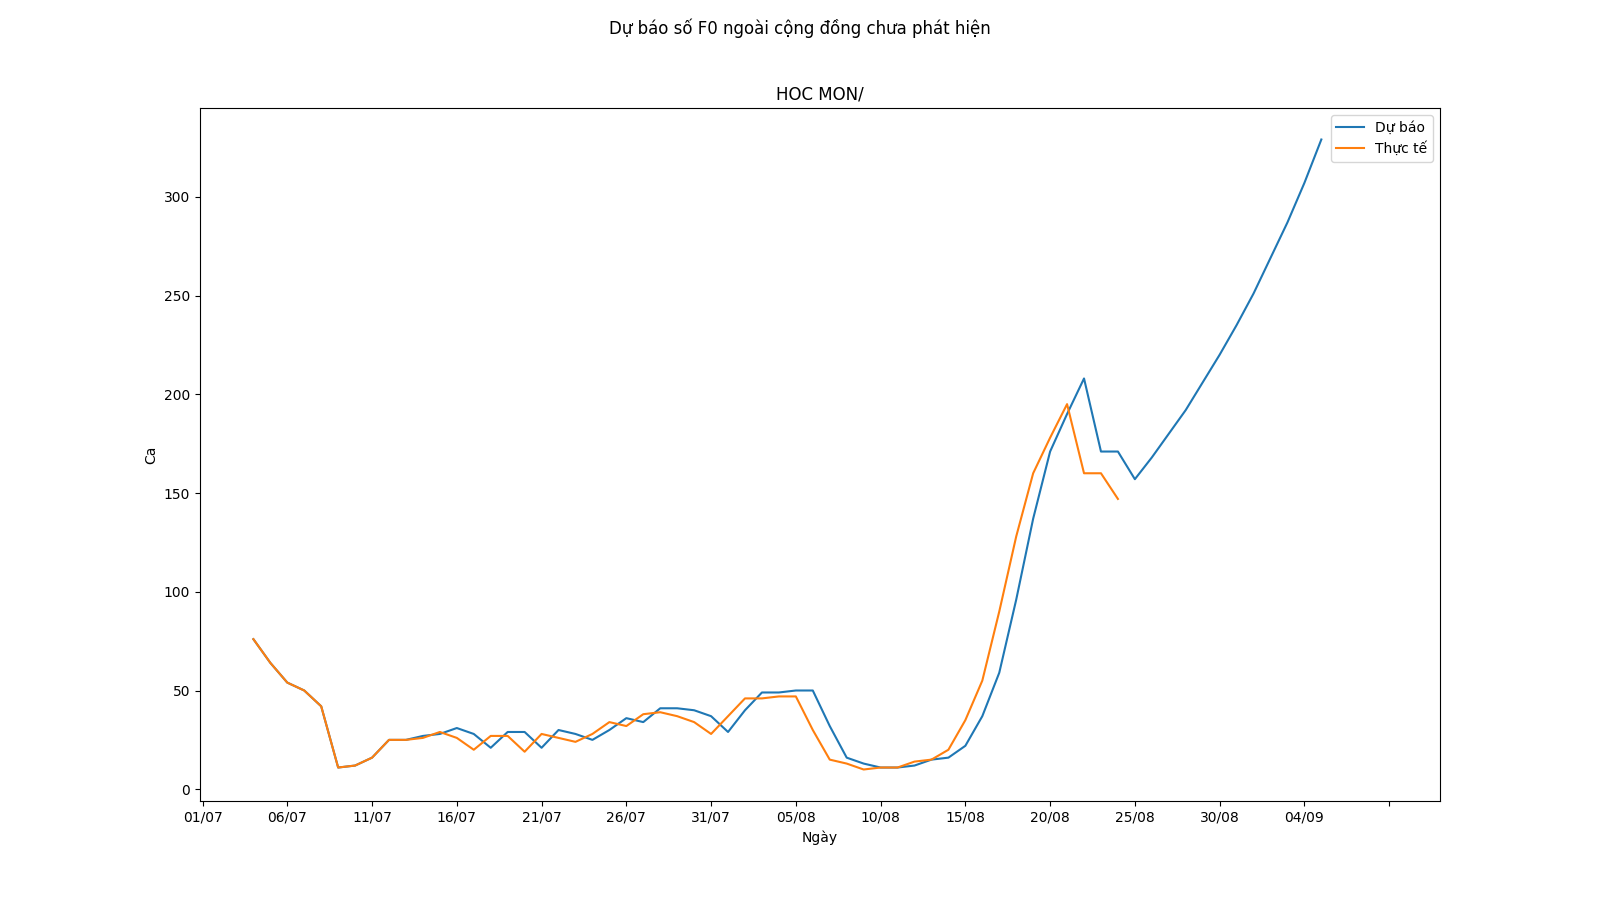 Dự báo số F0 ngoài cộng đồng chưa phát hiện
HOC MON/
Dự báo
Thực tế
300
250
200
150
100
50
0
Ca
01/07 06/07 11/07 16/07 21/07 26/07 31/07 05/08 10/08 15/08 20/08 25/08 30/08 04/09
Ngày